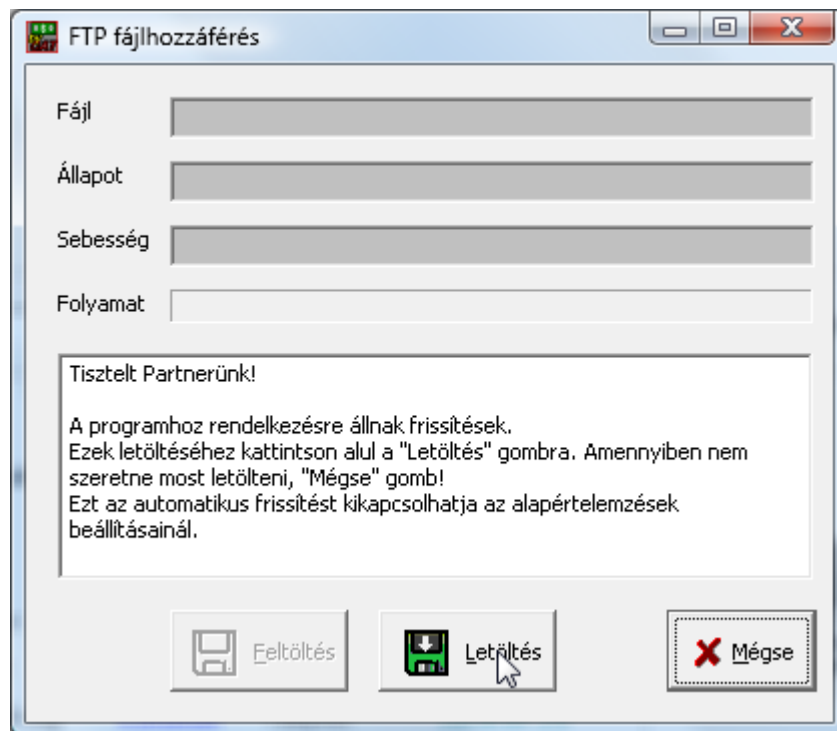 FTP fájlhozzáférés
Fájl
Állapot
Sebesség
Folyamat
Tisztelt Partnerünk!
A programhoz rendelkezésre állnak frissítések.
Ezek letöltéséhez kattintson alul a "Letöltés" gombra. Amennyiben nem
szeretne most letölteni, "Mégse" gomb!
Ezt az automatikus frissítést kikapcsolhatja az alapértelemzések
beállításainál.
Feltöltés
Letöltés
Mégse